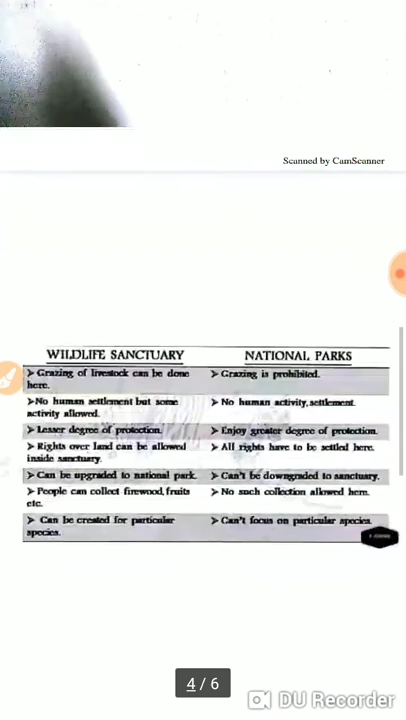 Scanned by CamScanner
WILDLIFE SANCTUARY NATIONAL PARKS
➤ Grazing of livestock can be done ➤ Grazing is prohibited.
here.
➤No human settlement but some ➤ No human activity,settlement.
activity allowed.
➤Lesser degree of protection. ➤ Enjoy greater degree of protection.
➤ Rights over land can be allowed ➤ All rights have to be settled here.
inside sanctuary.
➤Can be upgraded to national park. ➤ Can't be downgraded to sanctuary.
➤ People can collect firewood,fruits ➤ No such collection allowed here.
etc.
➤ Can be created for particular ➤ Can't focus on particular species.
species.
4 / 6
DU Recorder